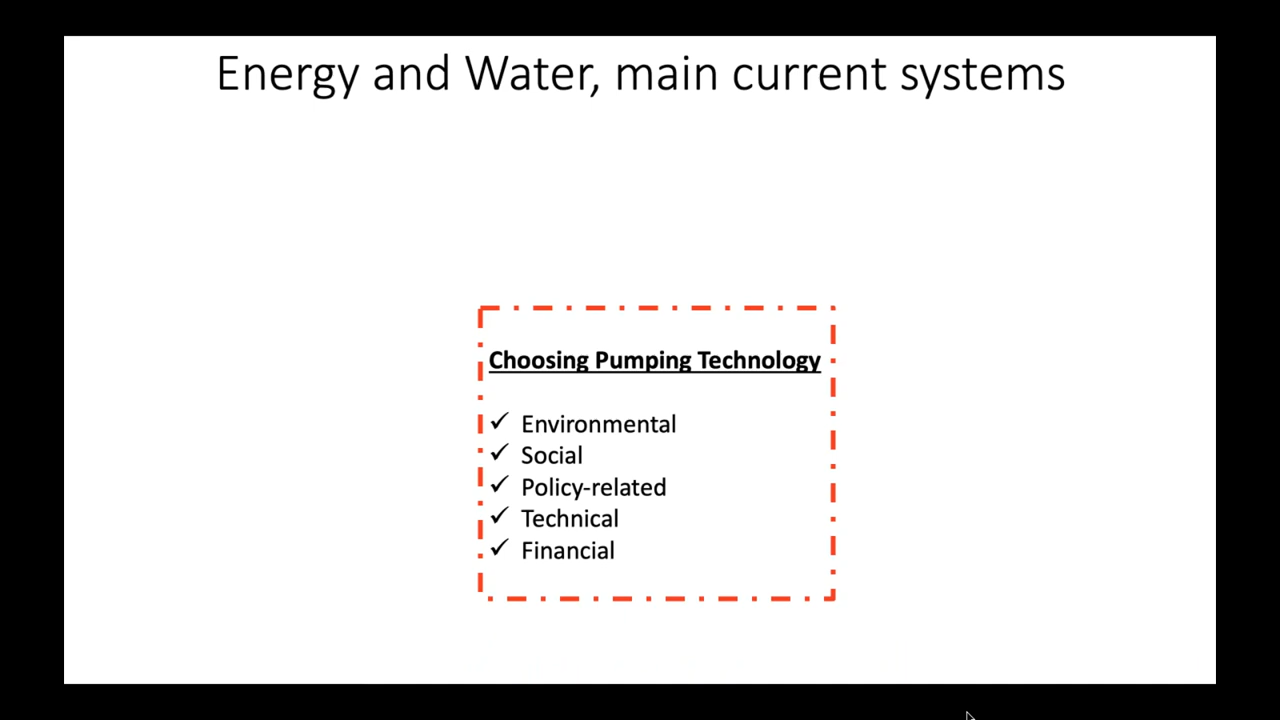 Energy and Water, main current systems
Choosing Pumping Technology
✓ Environmental
✓ Social
✓ Policy-related
✓ Technical
✓ Financial